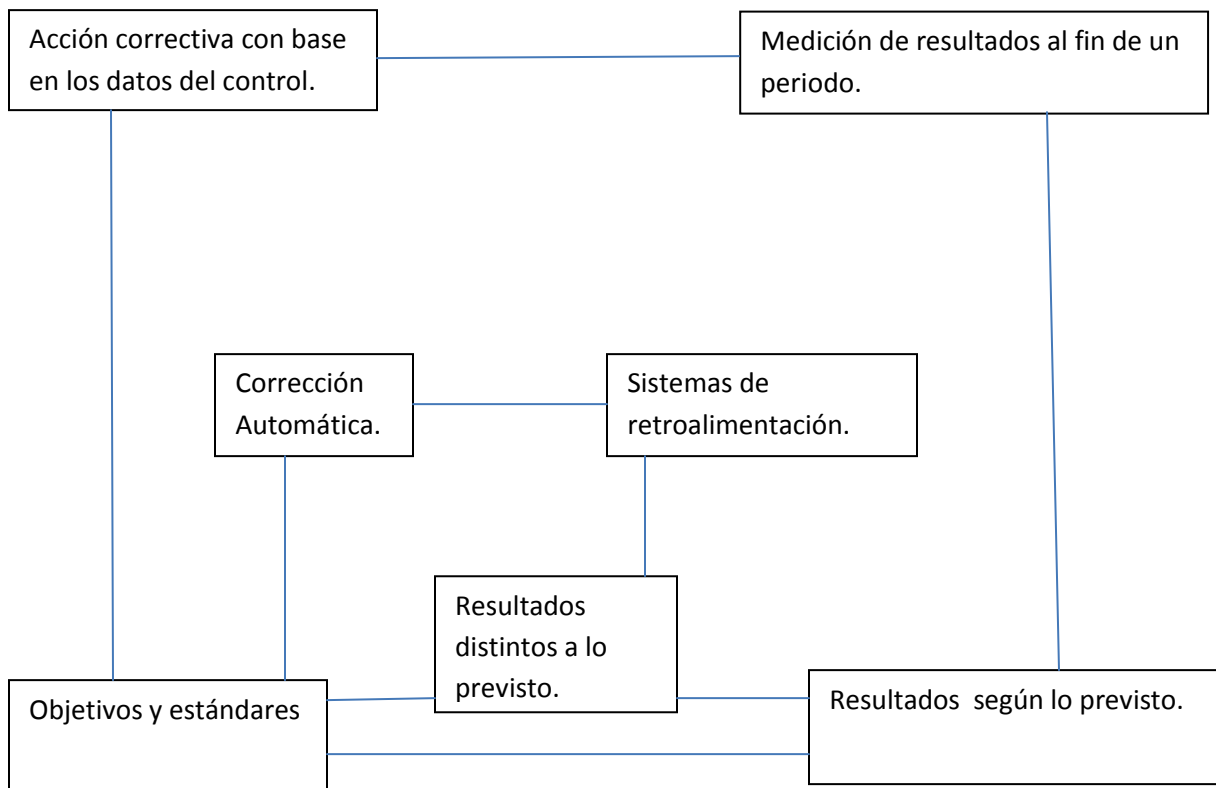 Acción correctiva con base
en los datos del control.
Medición de resultados al fin de un
periodo.
Corrección
Automática.
Sistemas de
retroalimentación.
Resultados
distintos a lo
previsto.
Objetivos y estándares
Resultados  según lo previsto.